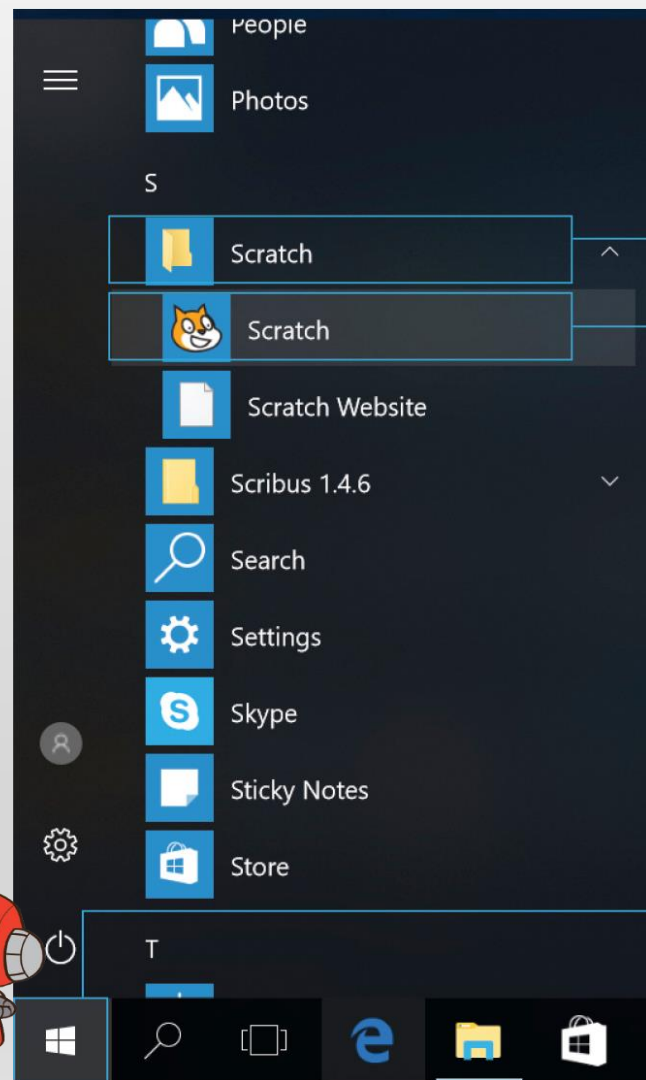 People
Photos
S
Scratch
Scratch
Scratch Website
Scribus 1.4.6
Search
Settings
Skype
Sticky Notes
Store
T